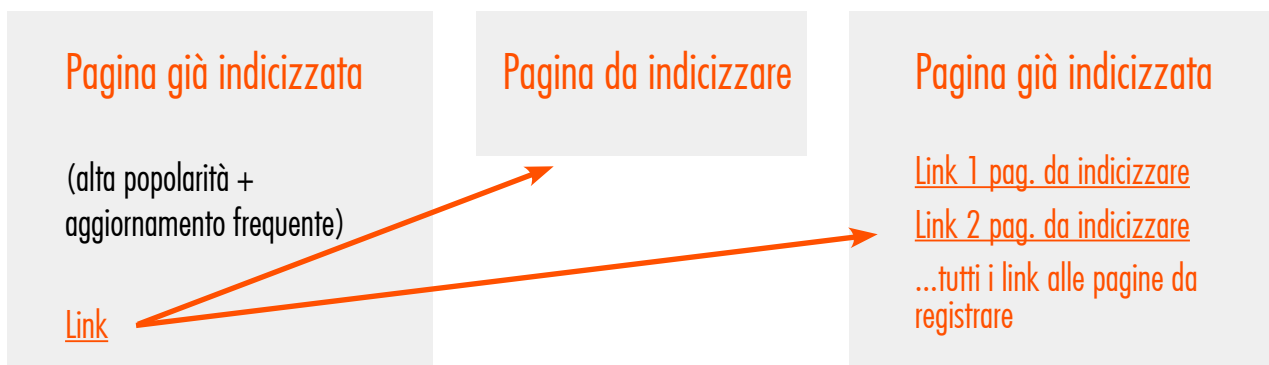 Pagina già indicizzata
(alta popolarità +
aggiornamento frequente)
Link
Pagina da indicizzare
Pagina già indicizzata
Link 1 pag. da indicizzare
Link 2 pag. da indicizzare
...tutti i link alle pagine da
registrare